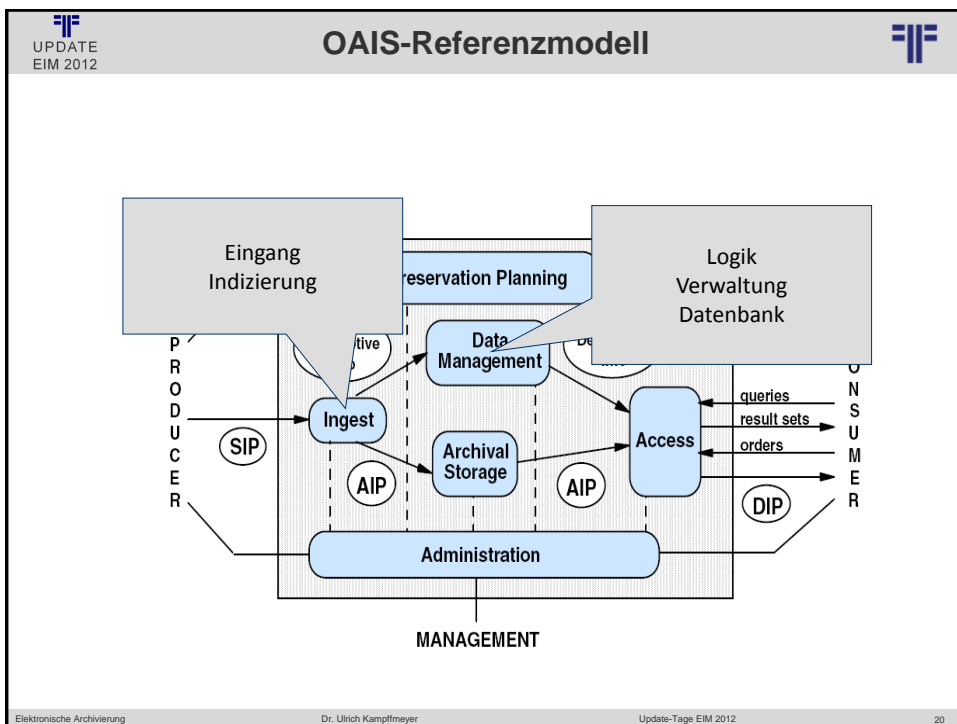 UPDATE
EIM 2012
OAIS-Referenzmodell
Eingang
Indizierung
Logik
Verwaltung
Datenbank
reservation Planning
PRODUCER
Data
Management
ONSUMER
Ingest
SIP
AIP
Archival
Storage
AIP
Access
queries
result sets
orders
DIP
Administration
MANAGEMENT
Elektronische Archivierung
Dr. Ulrich Kampffmeyer
Update-Tage EIM 2012
20